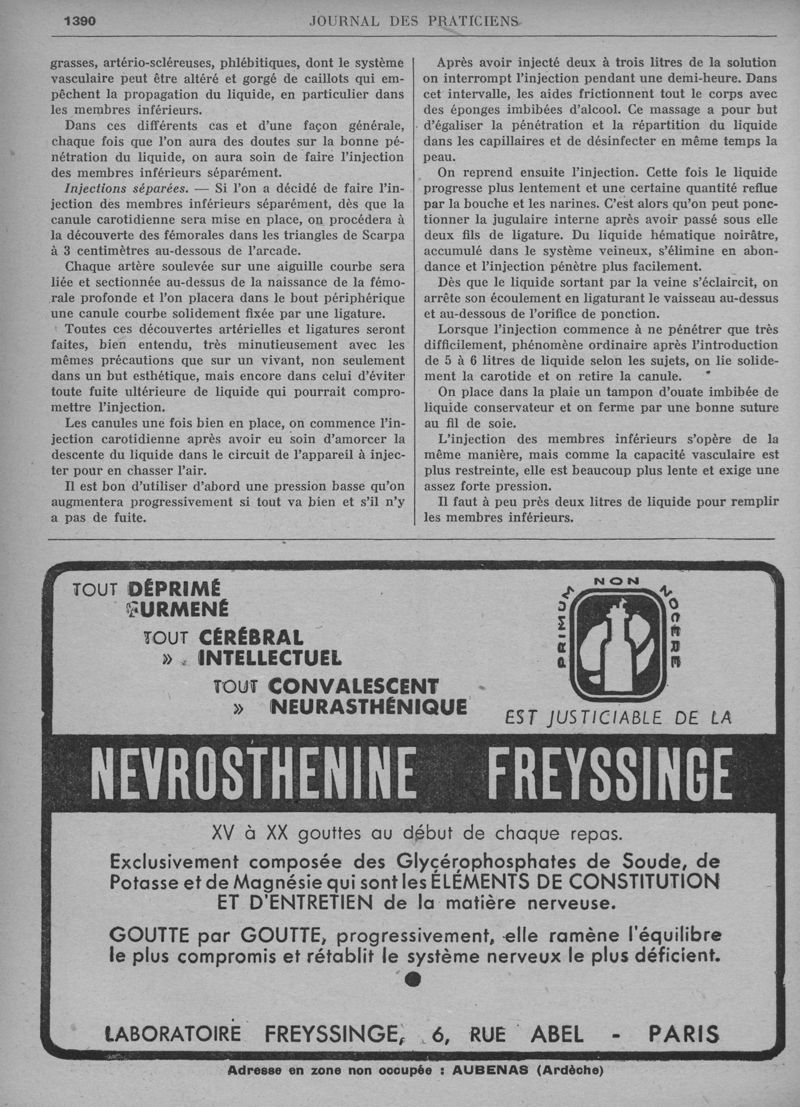 1390
JOURNAL DES PRATICIENS
grasses, artério-scléreuses, phlébitiques, dont le système
vasculaire peut être altéré et gorgé de caillots qui em-
pêchent la propagation du liquide, en particulier dans
les membres inférieurs.
Dans ces différents cas et d'une façon générale,
chaque fois que l'on aura des doutes sur la bonne pé-
nétration du liquide, on aura soin de faire l'injection
des membres inférieurs séparément.
Injections séparées. — Si l'on a décidé de faire l'in-
jection des membres inférieurs séparément, dès que la
canule carotidienne sera mise en place, on procédera à
la découverte des fémorales dans les triangles de Scarpa
à 3 centimètres au-dessous de l'arcade.
Chaque artère soulevée sur une aiguille courbe sera
liée et sectionnée au-dessus de la naissance de la fémo-
rale profonde et l'on placera dans le bout périphérique
une canule courbe solidement fixée par une ligature.
Toutes ces découvertes artérielles et ligatures seront
faites, bien entendu, très minutieusement avec les
mêmes précautions que sur un vivant, non seulement
dans un but esthétique, mais encore dans celui d'éviter
toute fuite ultérieure de liquide qui pourrait compro-
mettre l'injection.
Les canules une fois bien en place, on commence l'in-
jection carotidienne après avoir eu soin d'amorcer la
descente du liquide dans le circuit de l'appareil à injec-
ter pour en chasser l'air.
Il est bon d'utiliser d'abord une pression basse qu'on
augmentera progressivement si tout va bien et s'il n'y
a pas de fuite.
Après avoir injecté deux à trois litres de la solution
on interrompt l'injection pendant une demi-heure. Dans
cet intervalle, les aides frictionnent tout le corps avec
des éponges imbibées d'alcool. Ce massage a pour but
d'égaliser la pénétration et la répartition du liquide
dans les capillaires et de désinfecter en même temps la
peau.
On reprend ensuite l'injection. Cette fois le liquide
progresse plus lentement et une certaine quantité reflue
par la bouche et les narines. C'est alors qu'on peut ponc-
tionner la jugulaire interne après avoir passé sous elle
deux fils de ligature. Du liquide hématique noirâtre,
accumulé dans le système veineux, s'élimine en abon-
dance et l'injection pénètre plus facilement.
Dès que le liquide sortant par la veine s'éclaircit, on
arrête son écoulement en ligaturant le vaisseau au-dessus
et au-dessous de l'orifice de ponction.
Lorsque l'injection commence à ne pénétrer que très
difficilement, phénomène ordinaire après l'introduction
de 5 à 6 litres de liquide selon les sujets, on lie solide-
ment la carotide et on retire la canule.
On place dans la plaie un tampon d'ouate imbibée de
liquide conservateur et on ferme par une bonne suture
au fil de soie.
L'injection des membres inférieurs s'opère de la
même manière, mais comme la capacité vasculaire est
plus restreinte, elle est beaucoup plus lente et exige une
assez forte pression.
Il faut à peu près deux litres de liquide pour remplir
les membres inférieurs.
TOUT DÉPRIMÉ
SURMENÉ
TOUT CÉRÉBRAL
» INTELLECTUEL
TOUT CONVALESCENT
» NEURASTHÉNIQUE
PRIMUM NON NOCERE
EST JUSTICIABLE DE LA
NEVROSTHENINE FREYSSINGE
XV à XX gouttes au début de chaque repas.
Exclusivement composée des Glycérophosphates de Soude, de
Potasse et de Magnésie qui sont les ÉLÉMENTS DE CONSTITUTION
ET D'ENTRETIEN de la matière nerveuse.
GOUTTE par GOUTTE, progressivement, elle ramène l'équilibre
le plus compromis et rétablit le système nerveux le plus déficient.
LABORATOIRE FREYSSINGE, 6, RUE ABEL - PARIS
Adresse en zone non occupée : AUBENAS (Ardèche)